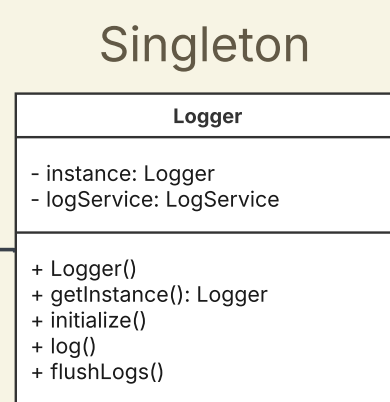 Singleton
Logger
- instance: Logger
- logService: LogService
+ Logger()
+ getInstance(): Logger
+ initialize()
+ log()
+ flushLogs()